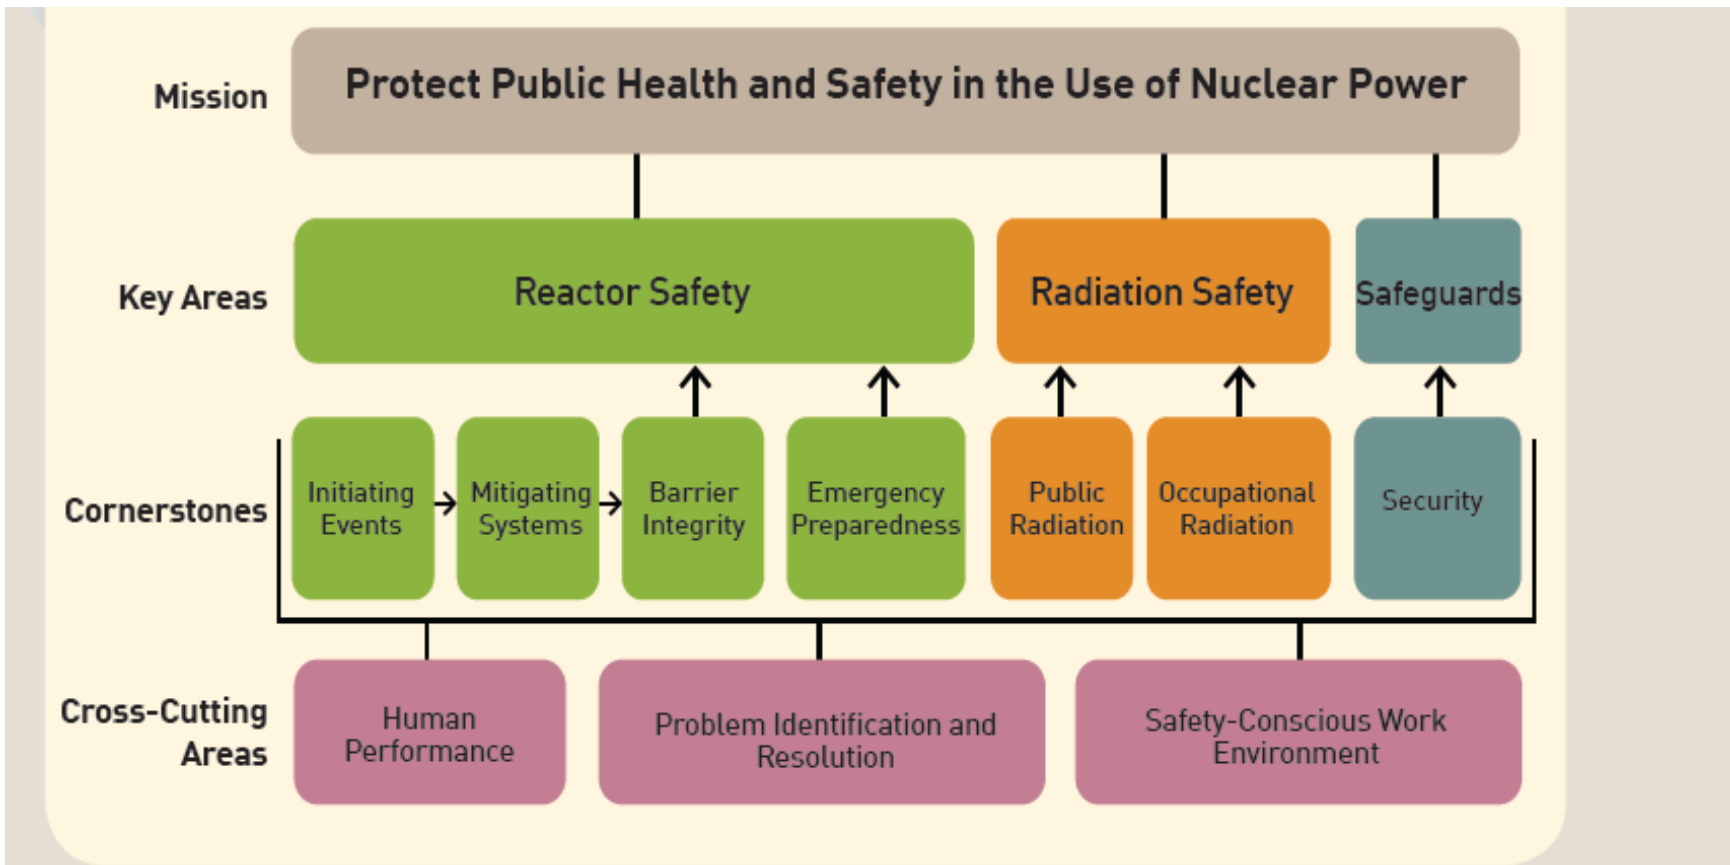 Mission
Protect Public Health and Safety in the Use of Nuclear Power
Key Areas
Reactor Safety
Radiation Safety
Safeguards
Cornerstones
Initiating
Events
Mitigating
Systems
Barrier
Integrity
Emergency
Preparedness
Public
Radiation
Occupational
Radiation
Security
Cross-Cutting
Areas
Human
Performance
Problem Identification and
Resolution
Safety-Conscious Work
Environment